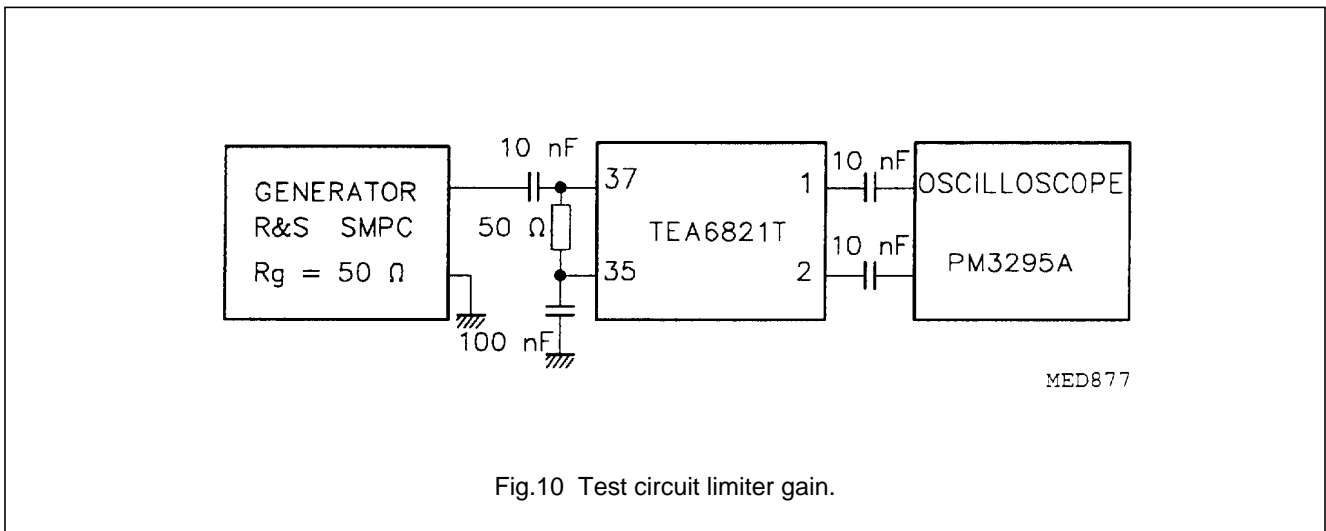 GENERATOR
R&S SMPC
Rg = 50 Ω
10 nF
50 Ω
100 nF
37
35
TEA6821T
1
2
10 nF
10 nF
OSCILLOSCOPE
PM3295A
MED877
Fig.10 Test circuit limiter gain.